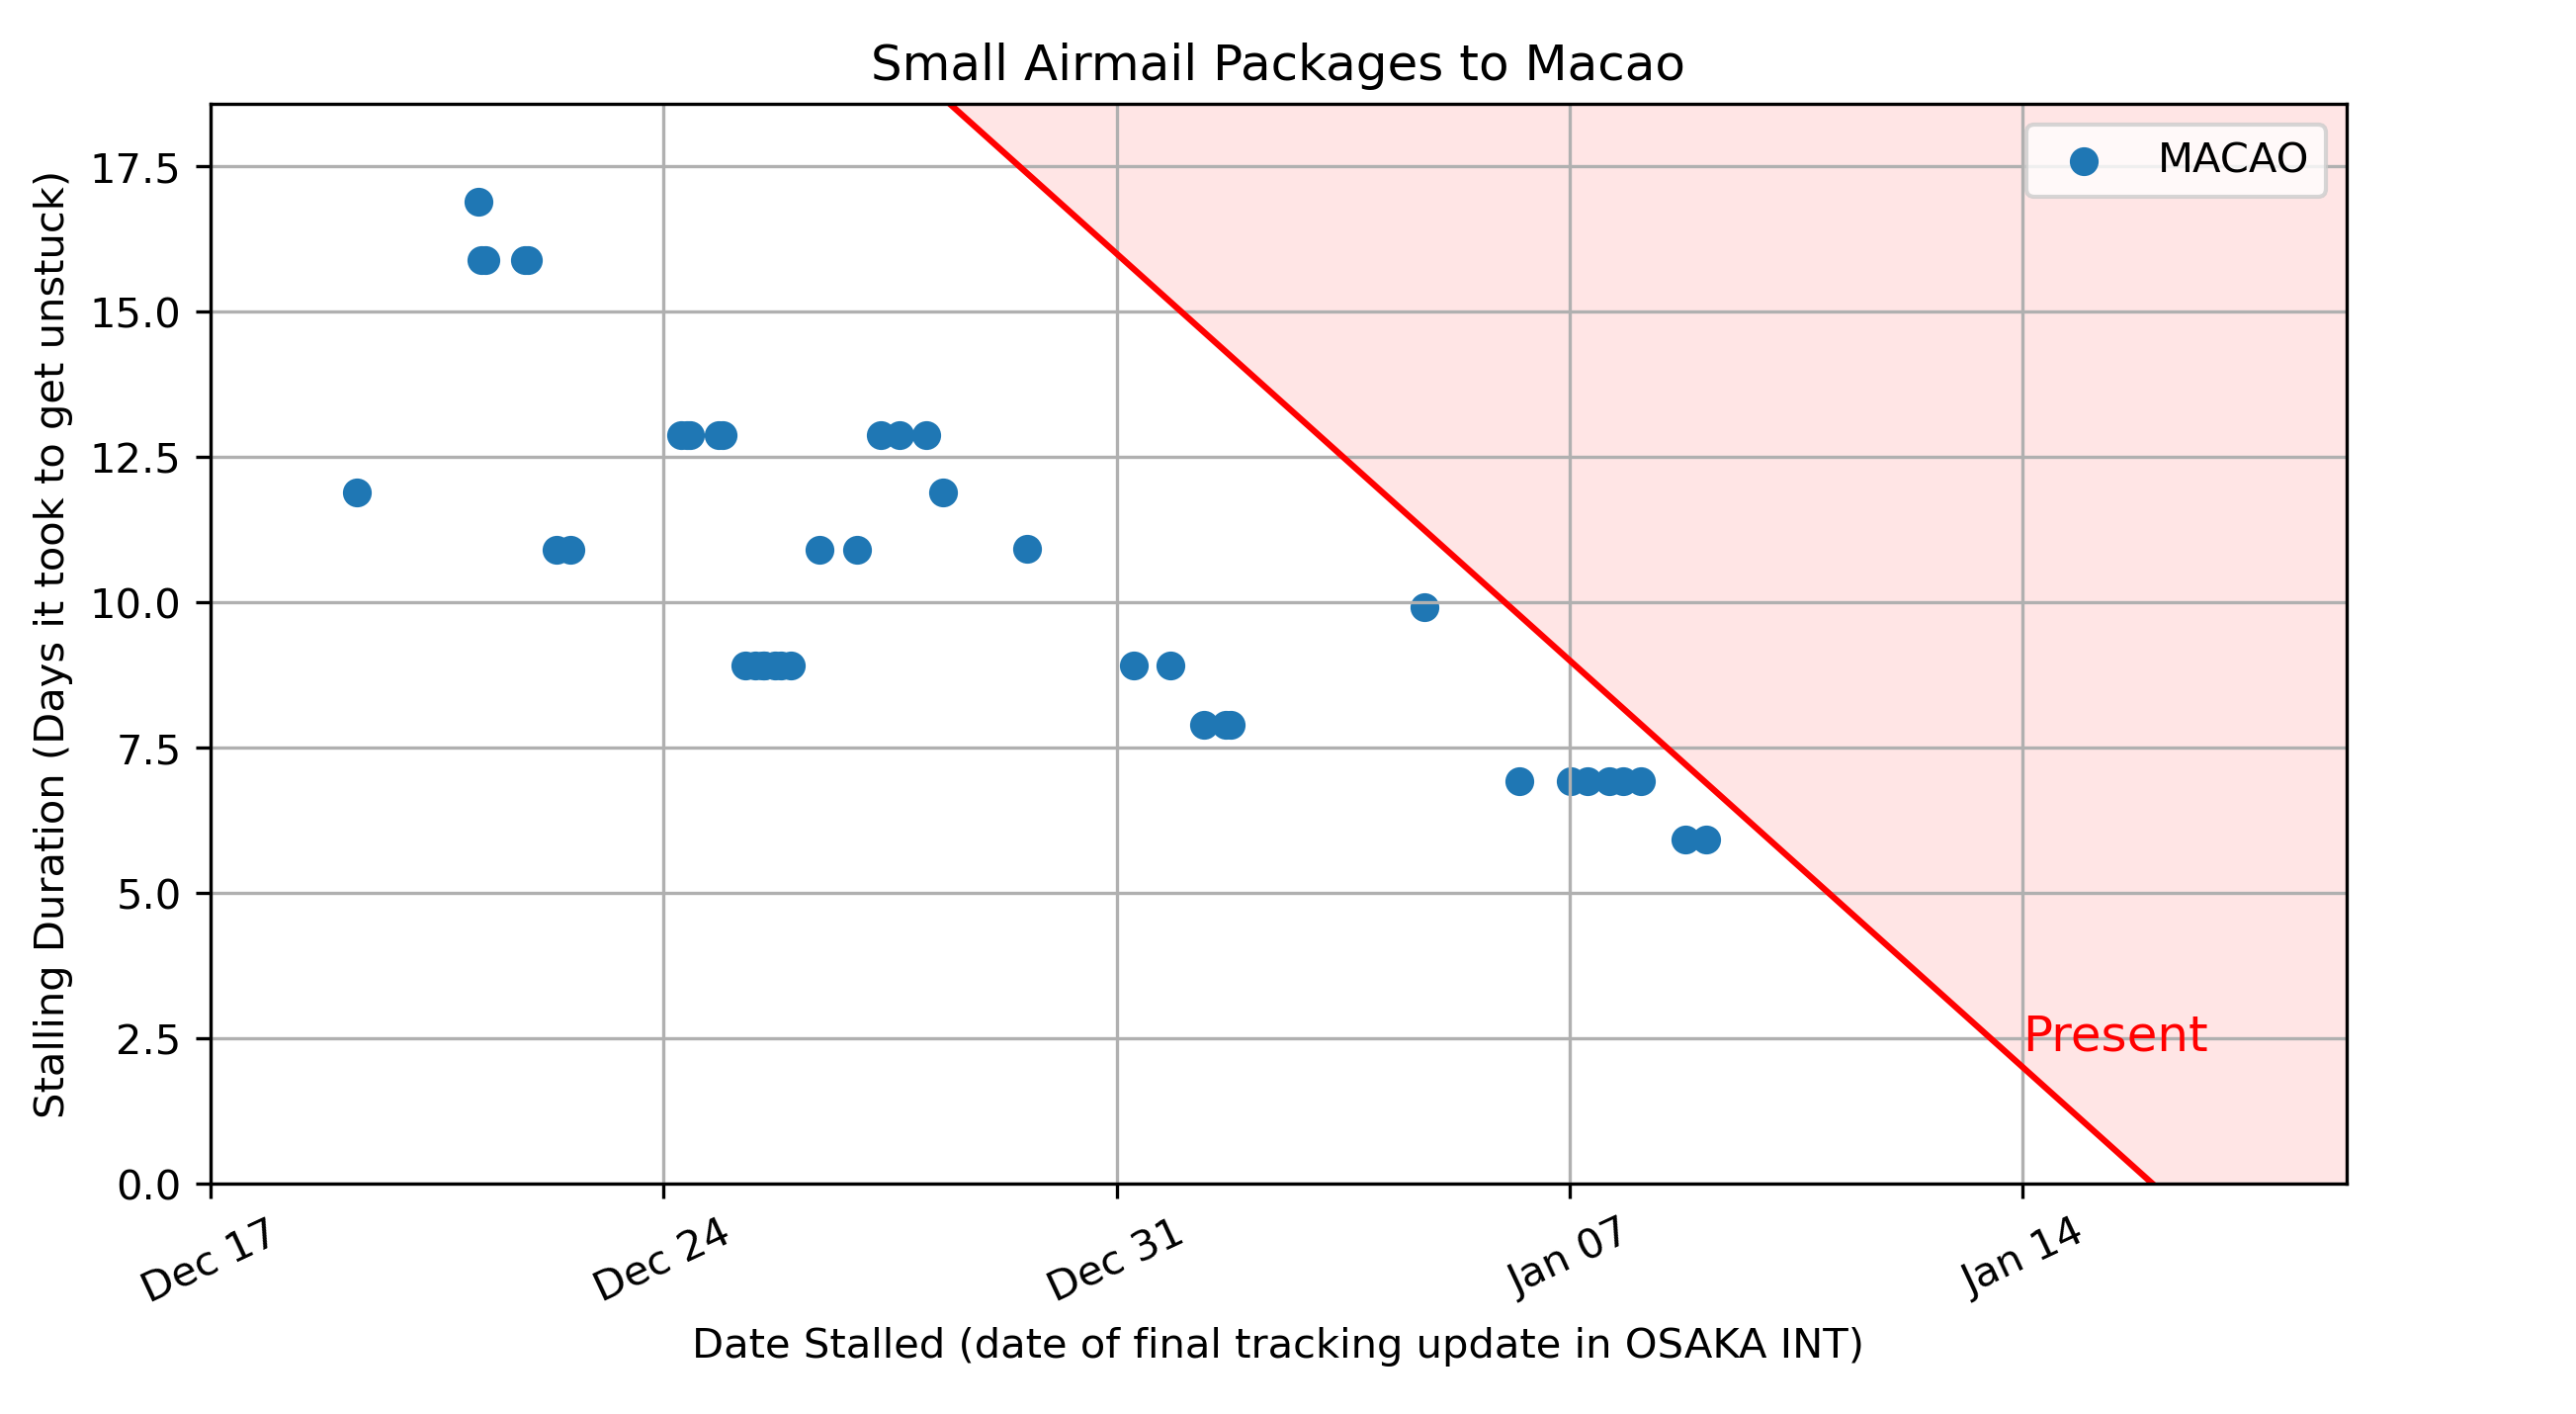 Small Airmail Packages to Macao
MACAO
Stalling Duration (Days it took to get unstuck)
17.5
15.0
12.5
10.0
7.5
5.0
2.5
0.0
Present
Dec 17
Dec 24
Dec 31
Jan 07
Jan 14
Date Stalled (date of final tracking update in OSAKA INT)